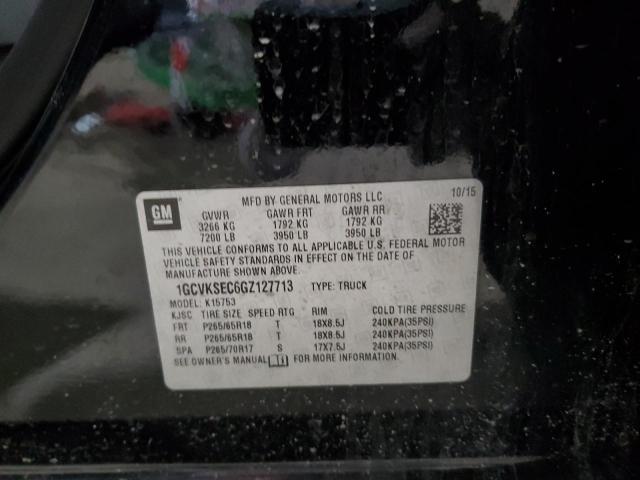 GM MFD BY GENERAL MOTORS LLC 10/15
GVWR GAWR FRT GAWR RR
3266 KG 1792 KG 1792 KG
7200 LB 3950 LB 3950 LB
THIS VEHICLE CONFORMS TO ALL APPLICABLE U.S. FEDERAL MOTOR
VEHICLE SAFETY STANDARDS IN EFFECT ON THE DATE OF
MANUFACTURE SHOWN ABOVE.
1GCVKSEC6GZ127713 TYPE: TRUCK
MODEL: K15753
KJSC TIRE SIZE SPEED RTG RIM COLD TIRE PRESSURE
FRT P265/65R18 T 18X8.5J 240KPA(35PSI)
RR P265/65R18 T 18X8.5J 240KPA(35PSI)
SPA P265/70R17 S 17X7.5J 240KPA(35PSI)
SEE OWNER'S MANUAL FOR MORE INFORMATION.